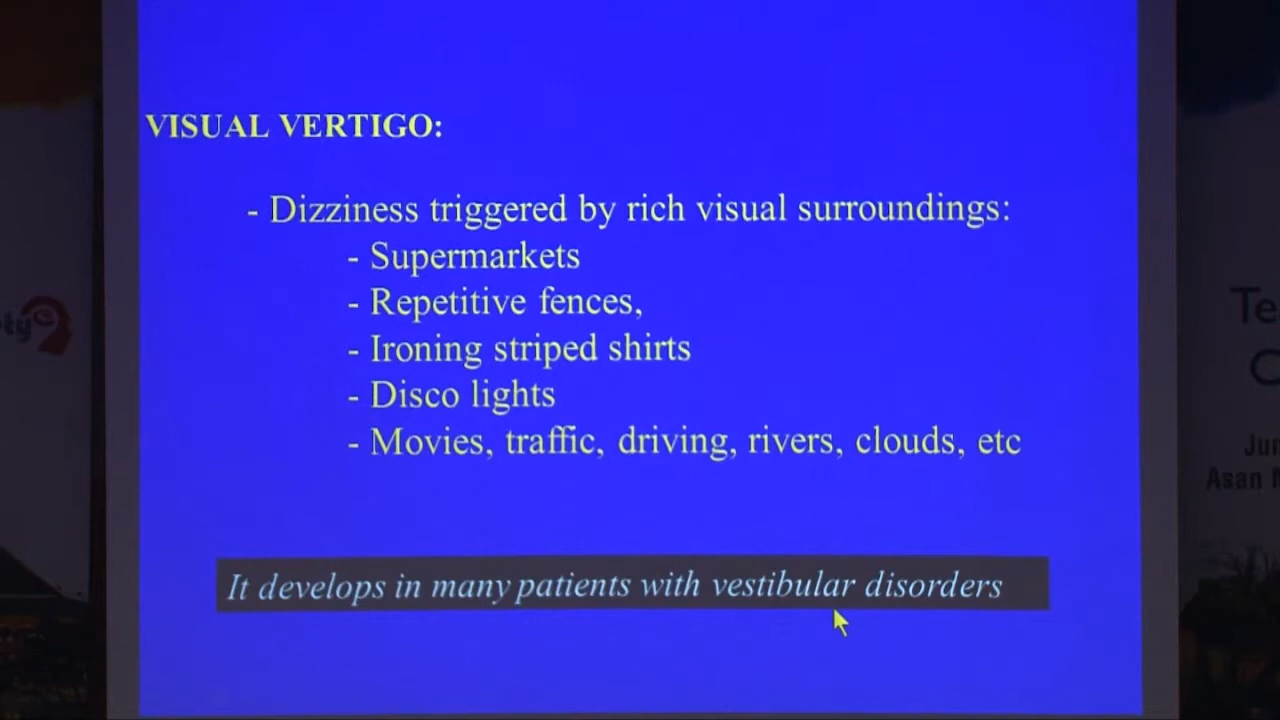 VISUAL VERTIGO:
- Dizziness triggered by rich visual surroundings:
- Supermarkets
- Repetitive fences,
- Ironing striped shirts
- Disco lights
- Movies, traffic, driving, rivers, clouds, etc
It develops in many patients with vestibular disorders
Asan